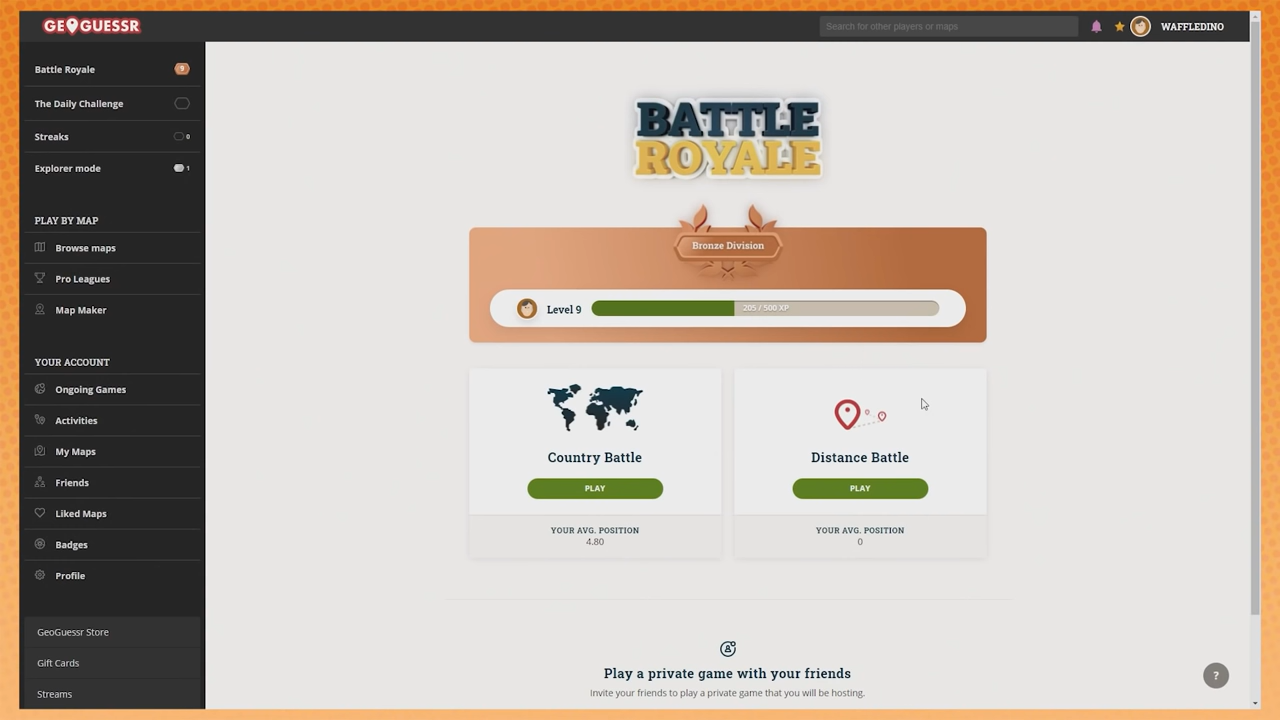 GEOGUESSR
Search for other players or maps
WAFFLEDINO
Battle Royale 9
The Daily Challenge
Streaks 0
Explorer mode 1
PLAY BY MAP
Browse maps
Pro Leagues
Map Maker
YOUR ACCOUNT
Ongoing Games
Activities
My Maps
Friends
Liked Maps
Badges
Profile
GeoGuessr Store
Gift Cards
Streams
BATTLE
ROYALE
Bronze Division
Level 9 205 / 500 XP
Country Battle
PLAY
YOUR AVG. POSITION
4.80
Distance Battle
PLAY
YOUR AVG. POSITION
0
Play a private game with your friends
Invite your friends to play a private game that you will be hosting.
?